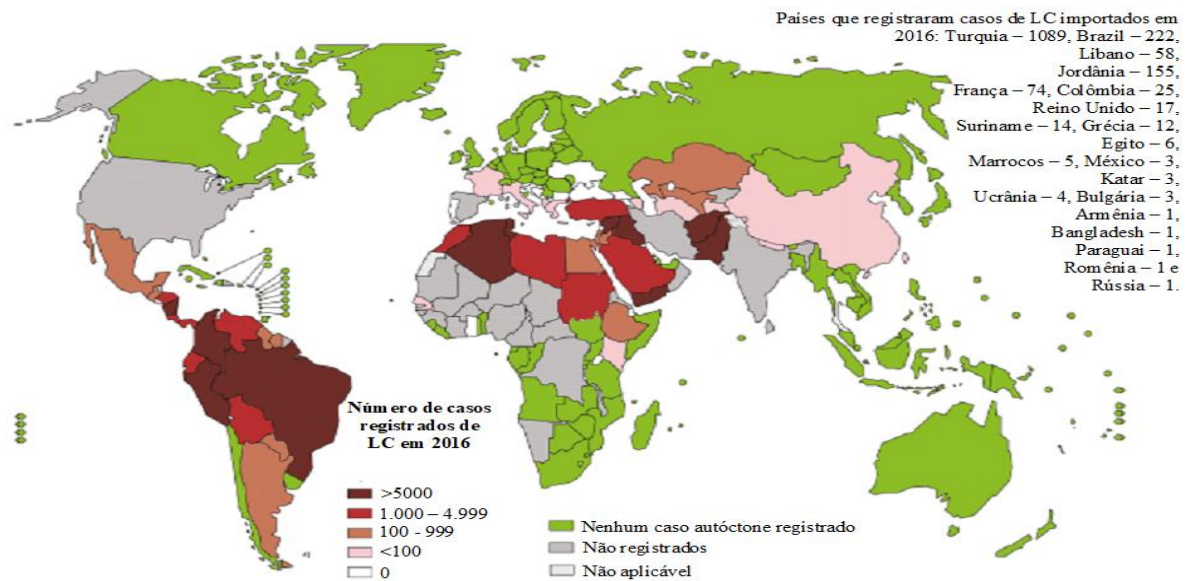 Países que registraram casos de LC importados em
2016: Turquia – 1089, Brazil – 222,
Líbano – 58,
Jordânia – 155,
França – 74, Colômbia – 25,
Reino Unido – 17,
Suriname – 14, Grécia – 12,
Egito – 6,
Marrocos – 5, México – 3,
Katar – 3,
Ucrânia – 4, Bulgária – 3,
Armênia – 1,
Bangladesh – 1,
Paraguai – 1,
Romênia – 1 e
Rússia – 1.
Número de casos
registrados de
LC em 2016
>5000
1.000 – 4.999
100 - 999
<100
0
Nenhum caso autóctone registrado
Não registrados
Não aplicável